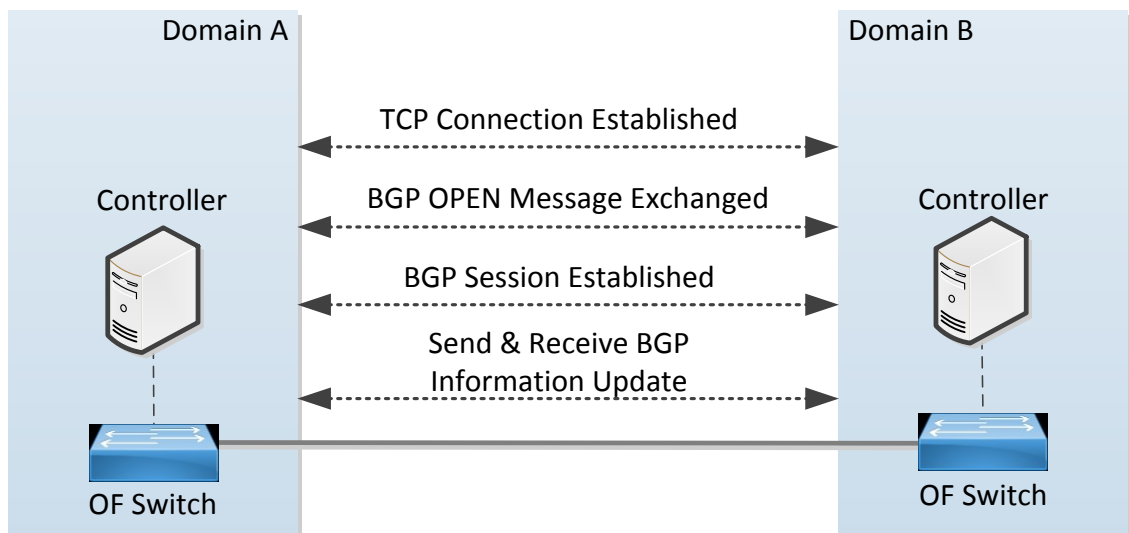 Domain A
Domain B
TCP Connection Established
BGP OPEN Message Exchanged
Controller
Controller
BGP Session Established
Send & Receive BGP
Information Update
OF Switch
OF Switch